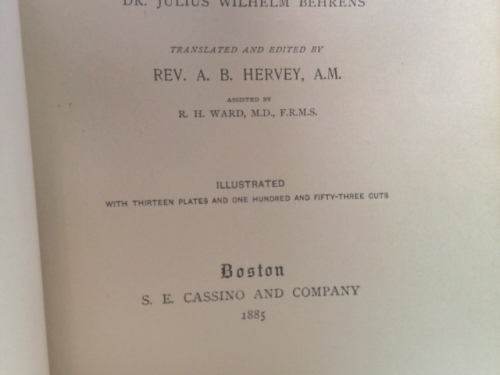 DR. JULIUS WILHELM BEHRENS
TRANSLATED AND EDITED BY
REV. A. B. HERVEY, A.M.
ASSISTED BY
R. H. WARD, M.D., F.R.M.S.
ILLUSTRATED
WITH THIRTEEN PLATES AND ONE HUNDRED AND FIFTY-THREE CUTS
Boston
S. E. CASSINO AND COMPANY
1885